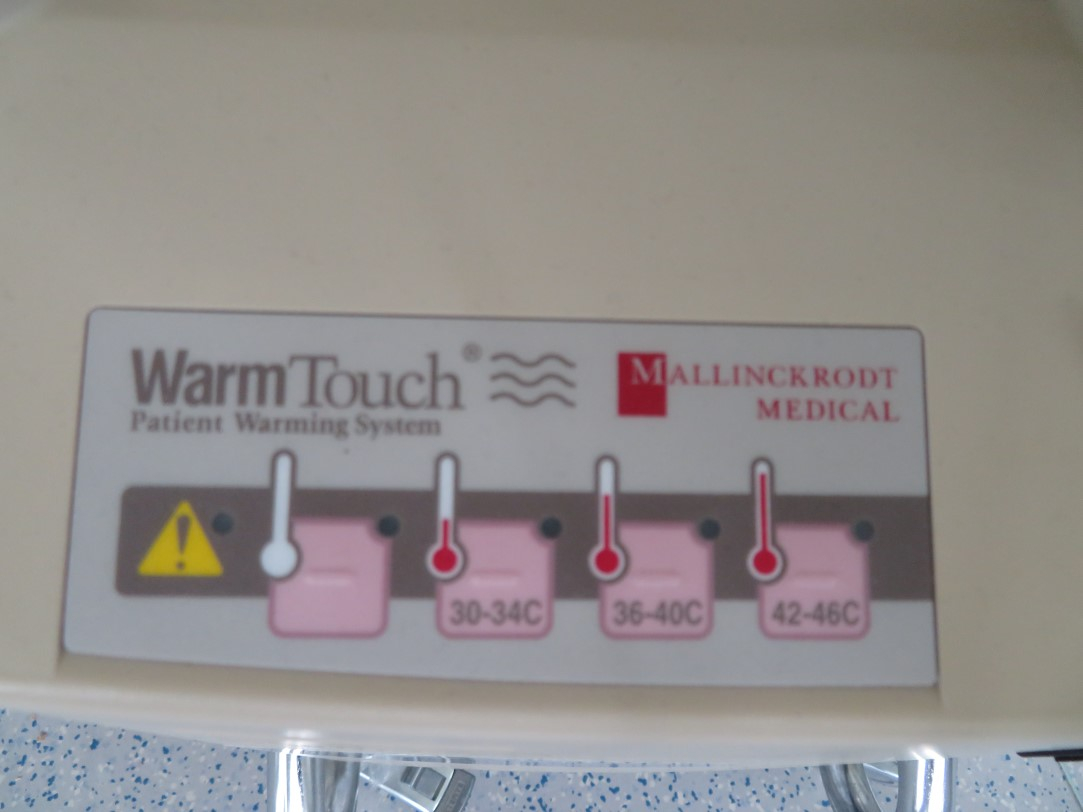 WarmTouch®
Patient Warming System
MALLINCKRODT
MEDICAL
30-34C
36-40C
42-46C